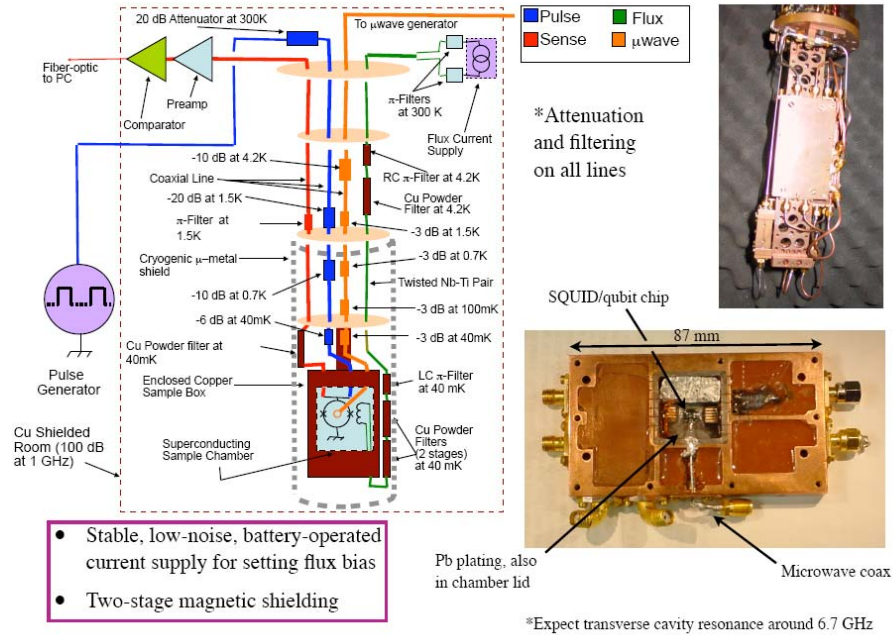 20 dB Attenuator at 300K
To μwave generator
Pulse
Flux
Sense
μwave
Fiber-optic
to PC
Preamp
Comparator
π-Filters
at 300 K
Flux Current
Supply
*Attenuation
and filtering
on all lines
-10 dB at 4.2K
Coaxial Line
-20 dB at 1.5K
π-Filter at
1.5K
RC π-Filter at 4.2K
Cu Powder
Filter at 4.2K
-3 dB at 1.5K
Cryogenic μ-metal
shield
-3 dB at 0.7K
Twisted Nb-Ti Pair
-10 dB at 0.7K
-3 dB at 100mK
-6 dB at 40mK
-3 dB at 40mK
Cu Powder filter at
40mK
Enclosed Copper
Sample Box
LC π-Filter
at 40 mK
Cu Powder
Filters
(2 stages)
at 40 mK
Superconducting
Sample Chamber
Pulse
Generator
Cu Shielded
Room (100 dB
at 1 GHz)
SQUID/qubit chip
87 mm
Pb plating, also
in chamber lid
Microwave coax
• Stable, low-noise, battery-operated
current supply for setting flux bias
• Two-stage magnetic shielding
*Expect transverse cavity resonance around 6.7 GHz